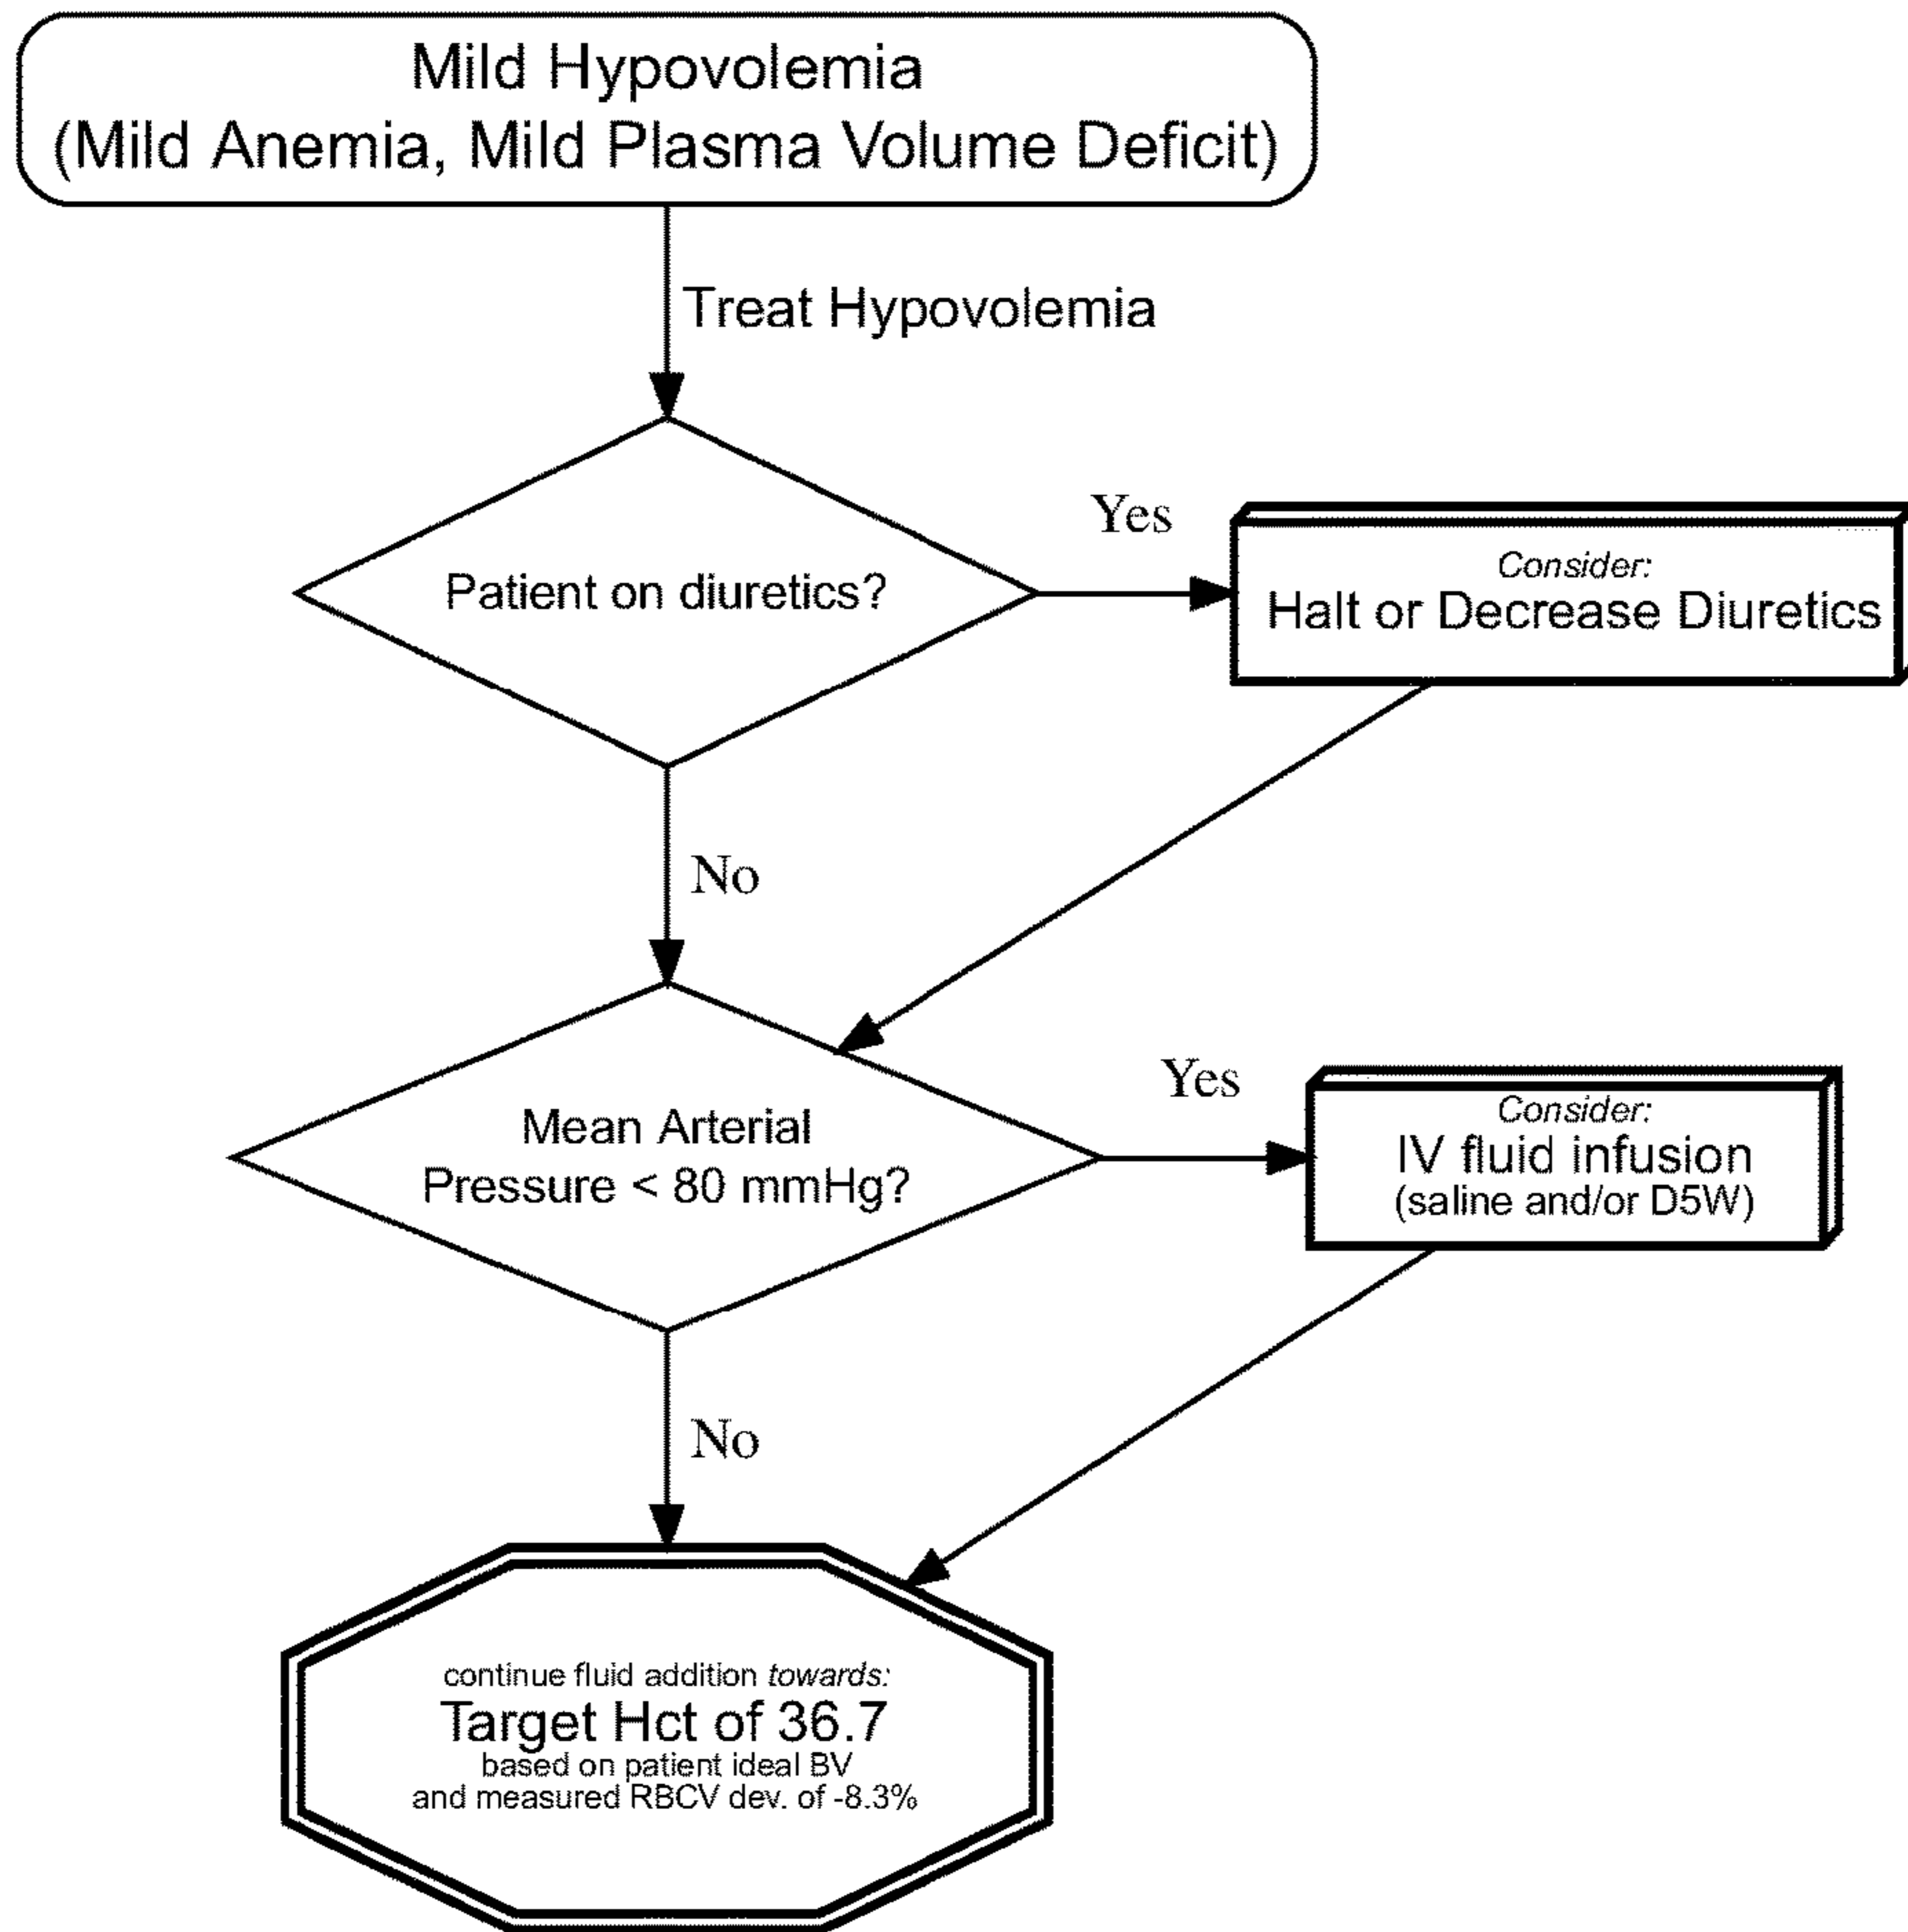 Mild Hypovolemia
(Mild Anemia, Mild Plasma Volume Deficit)
Treat Hypovolemia
Patient on diuretics?
Yes
Consider:
Halt or Decrease Diuretics
No
Mean Arterial
Pressure < 80 mmHg?
Yes
Consider:
IV fluid infusion
(saline and/or D5W)
No
continue fluid addition towards:
Target Hct of 36.7
based on patient ideal BV
and measured RBCV dev. of -8.3%